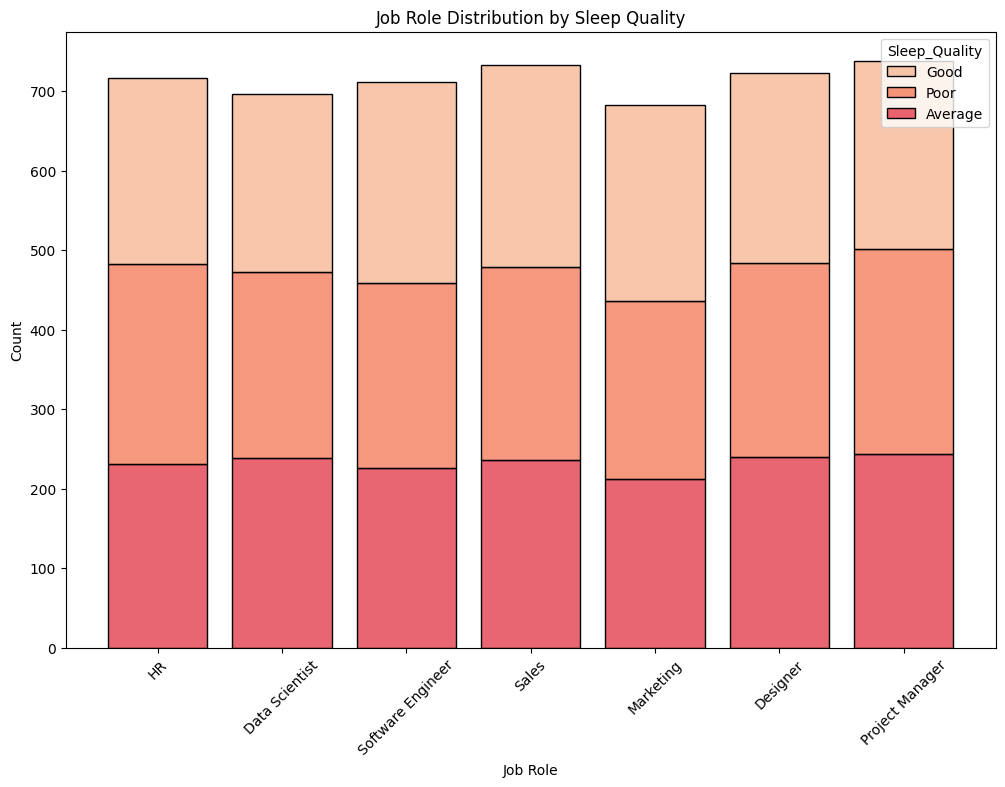 Job Role Distribution by Sleep Quality
Sleep_Quality
Good
Poor
Average
700
600
500
400
300
200
100
0
Count
HR
Data Scientist
Software Engineer
Sales
Marketing
Designer
Project Manager
Job Role